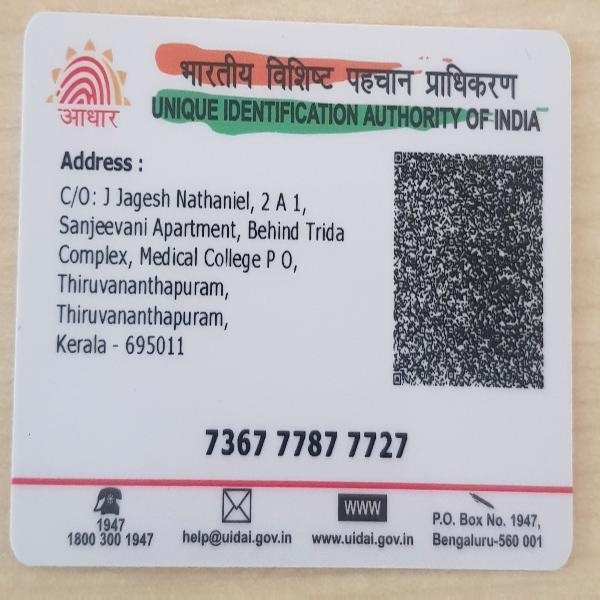 भारतीय विशिष्ट पहचान प्राधिकरण
आधार
UNIQUE IDENTIFICATION AUTHORITY OF INDIA
Address :
C/O: J Jagesh Nathaniel, 2 A 1,
Sanjeevani Apartment, Behind Trida
Complex, Medical College P O,
Thiruvananthapuram,
Thiruvananthapuram,
Kerala - 695011
7367 7787 7727
1947
1800 300 1947
help@uidai.gov.in
WWW
www.uidai.gov.in
P.O. Box No. 1947,
Bengaluru-560 001